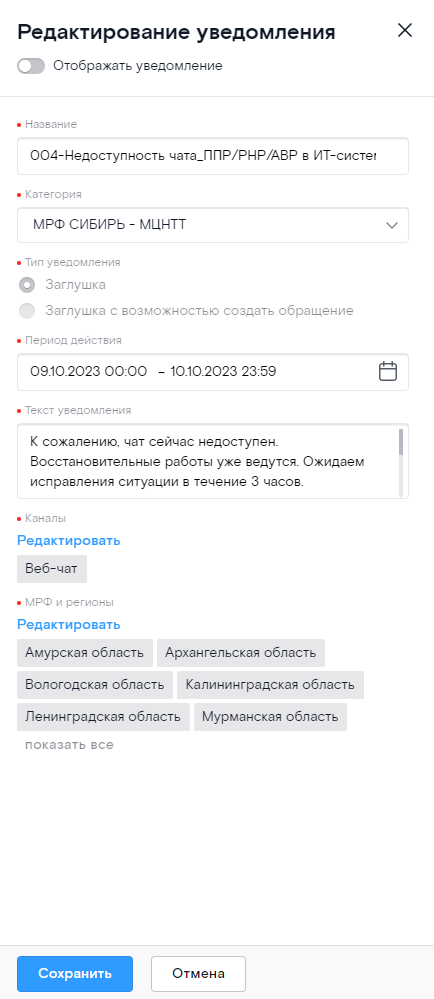 Редактирование уведомления
Отображать уведомление
Название
004-Недоступность чата_ППР/РНР/АВР в ИТ-систем
Категория
МРФ СИБИРЬ - МЦНТТ
Тип уведомления
Заглушка
Заглушка с возможностью создать обращение
Период действия
09.10.2023 00:00 – 10.10.2023 23:59
Текст уведомления
К сожалению, чат сейчас недоступен.
Восстановительные работы уже ведутся. Ожидаем
исправления ситуации в течение 3 часов.
Каналы
Редактировать
Веб-чат
МРФ и регионы
Редактировать
Амурская область Архангельская область
Вологодская область Калининградская область
Ленинградская область Мурманская область
показать все
Сохранить Отмена